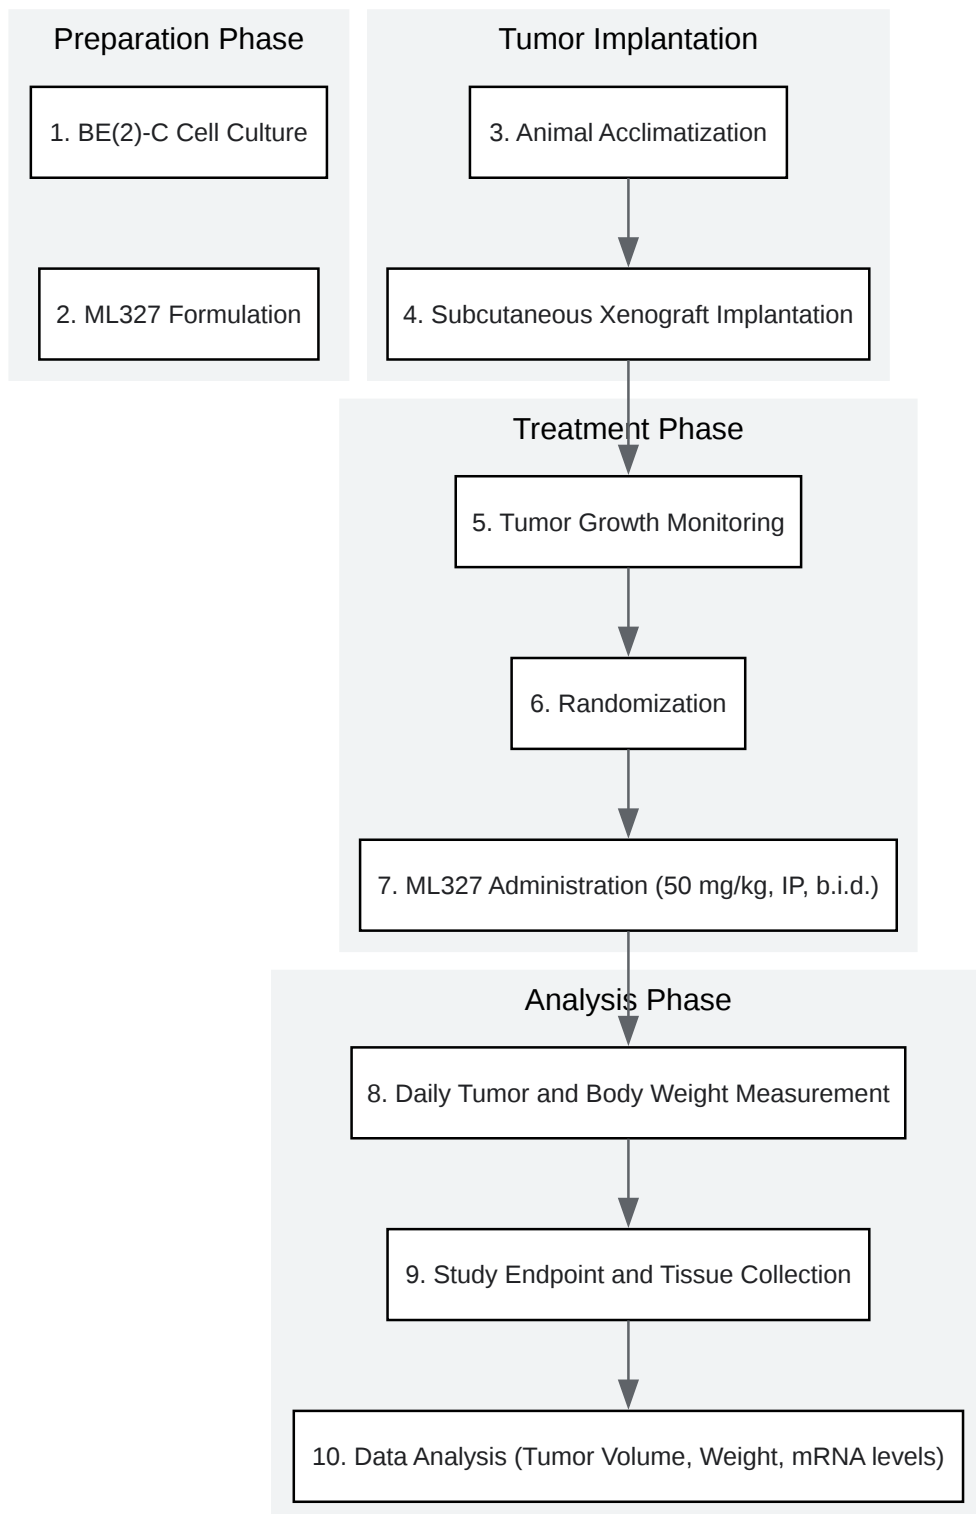 Preparation Phase
1. BE(2)-C Cell Culture
2. ML327 Formulation
Tumor Implantation
3. Animal Acclimatization
4. Subcutaneous Xenograft Implantation
Treatment Phase
5. Tumor Growth Monitoring
6. Randomization
7. ML327 Administration (50 mg/kg, IP, b.i.d.)
Analysis Phase
8. Daily Tumor and Body Weight Measurement
9. Study Endpoint and Tissue Collection
10. Data Analysis (Tumor Volume, Weight, mRNA levels)